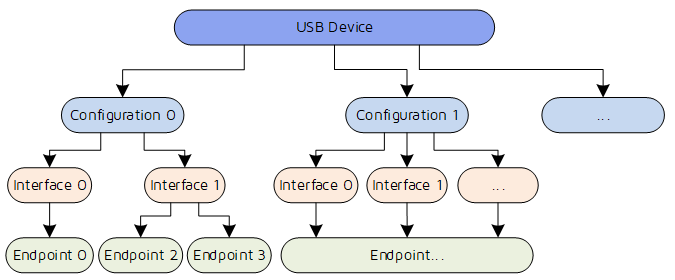 USB Device
Configuration 0
Configuration 1
...
Interface 0
Interface 1
Interface 0
Interface 1
...
Endpoint 0
Endpoint 2
Endpoint 3
Endpoint...